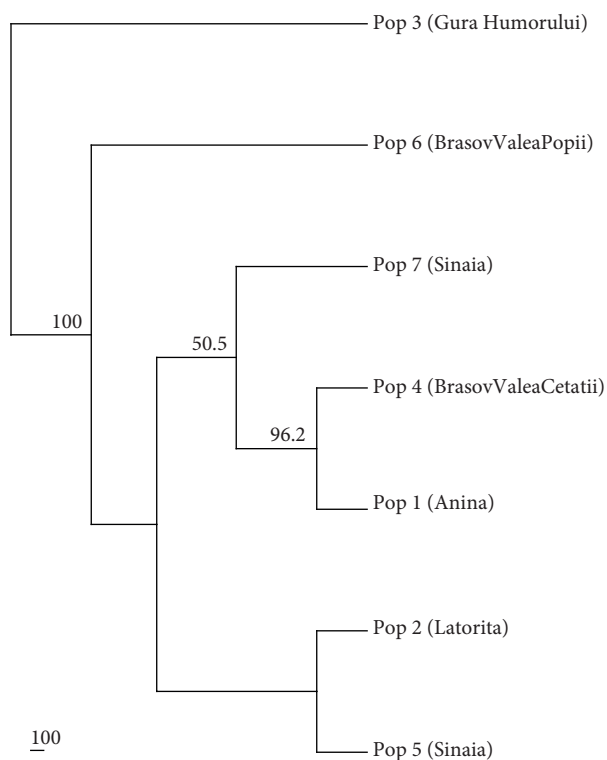 Pop 3 (Gura Humorului)
Pop 6 (BrasovValeaPopii)
Pop 7 (Sinaia)
100
50.5
Pop 4 (BrasovValeaCetatii)
96.2
Pop 1 (Anina)
Pop 2 (Latorita)
100
Pop 5 (Sinaia)